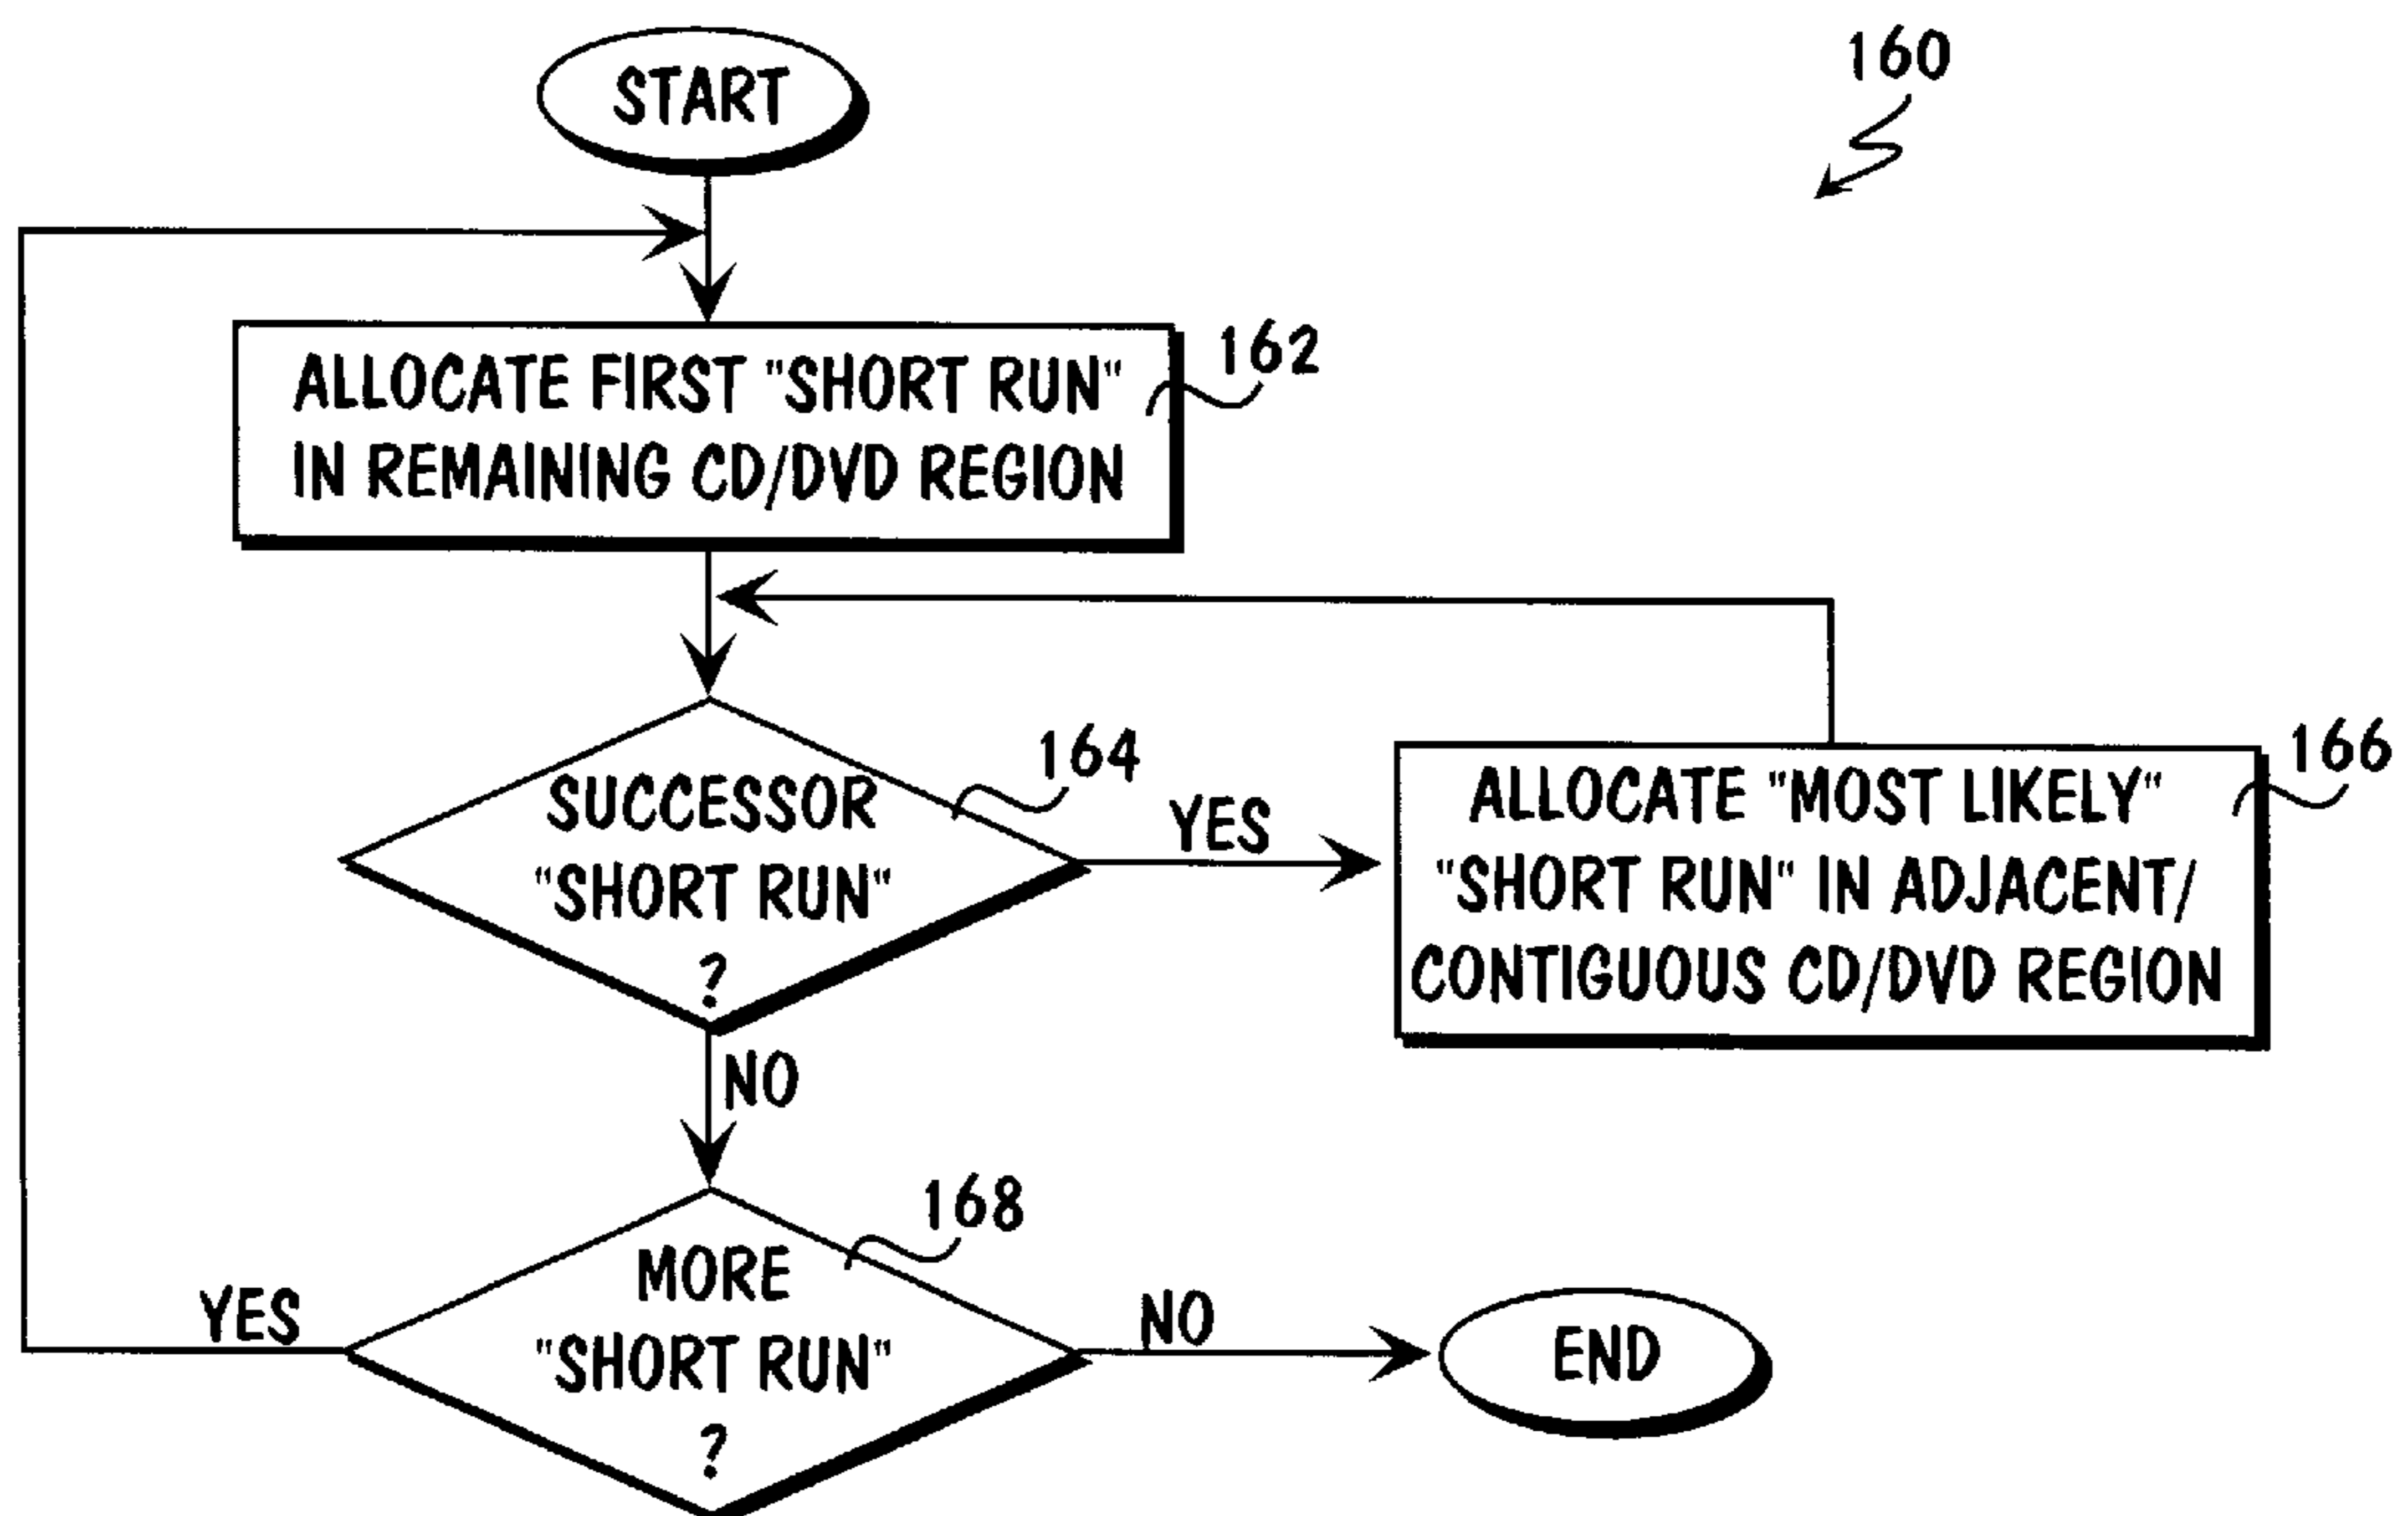 START
160
ALLOCATE FIRST "SHORT RUN"
IN REMAINING CD/DVD REGION
162
SUCCESSOR
"SHORT RUN"
?
164
YES
ALLOCATE "MOST LIKELY"
"SHORT RUN" IN ADJACENT/
CONTIGUOUS CD/DVD REGION
166
NO
MORE
"SHORT RUN"
?
168
YES
NO
END